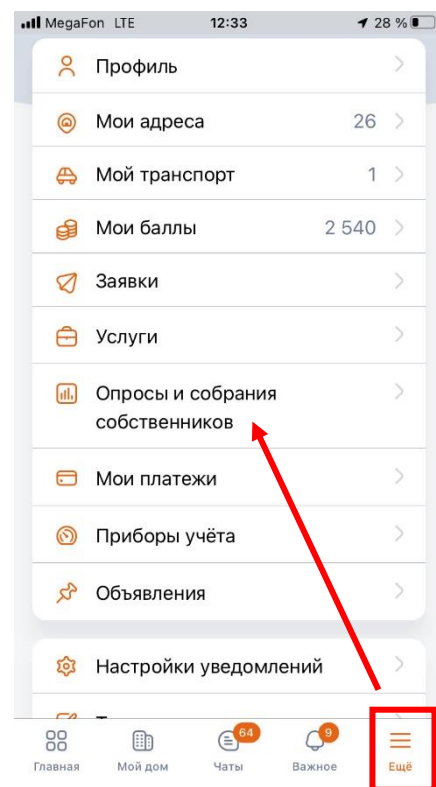 MegaFon LTE 12:33 28 %
Профиль
Мои адреса 26
Мой транспорт 1
Мои баллы 2 540
Заявки
Услуги
Опросы и собрания
собственников
Мои платежи
Приборы учёта
Объявления
Настройки уведомлений
64 9
Главная Мой дом Чаты Важное Ещё